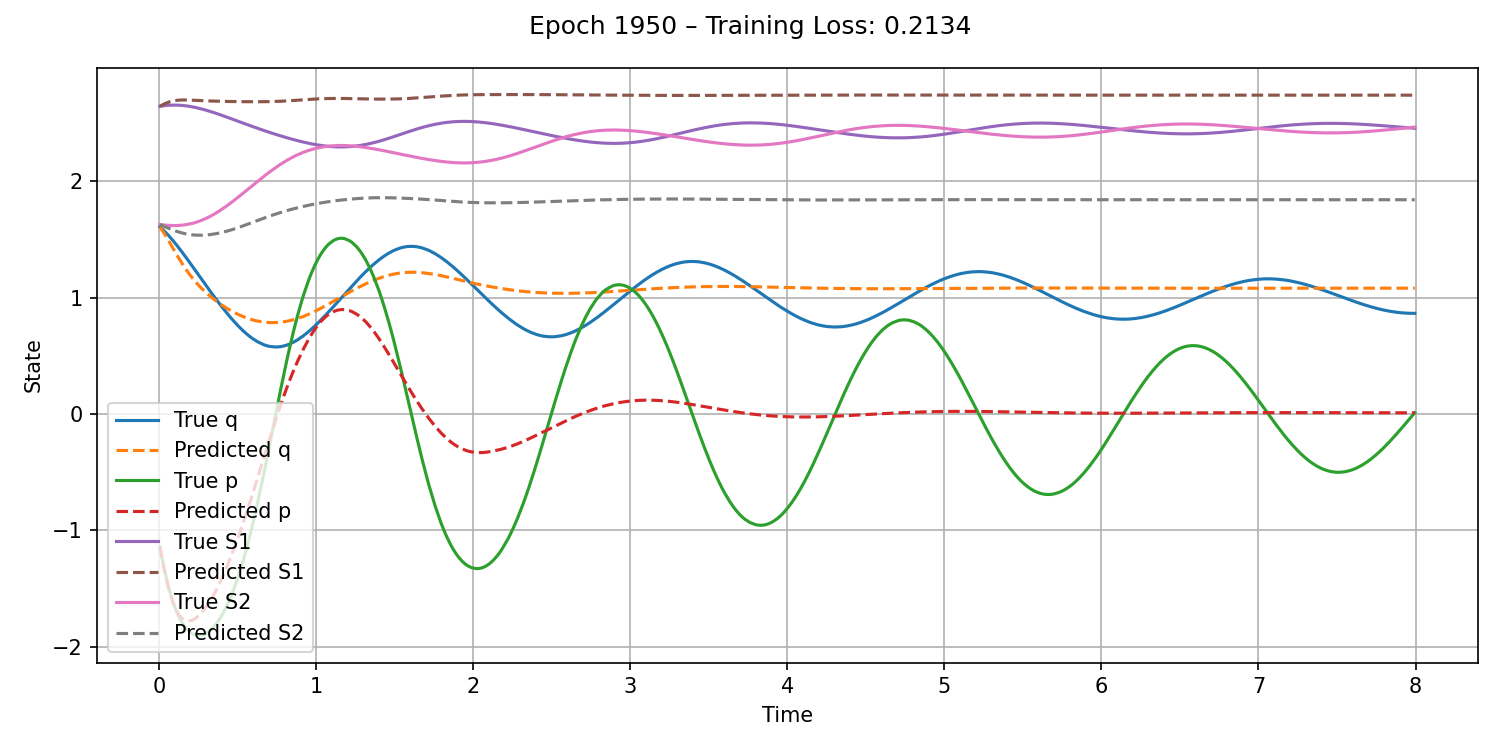 Epoch 1950 – Training Loss: 0.2134
State
2
1
0
−1
−2
True q
Predicted q
True p
Predicted p
True S1
Predicted S1
True S2
Predicted S2
0 1 2 3 4 5 6 7 8
Time